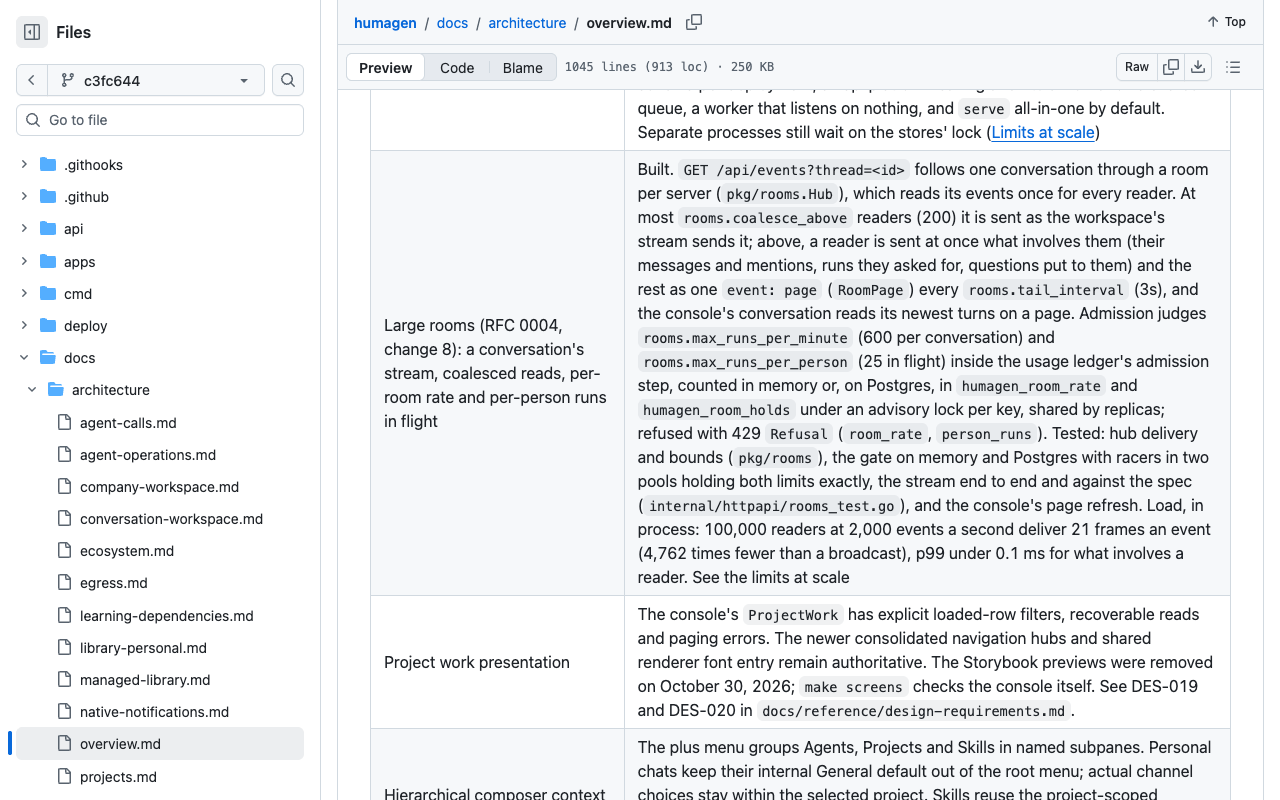 Files
c3fc644
Go to file
.githooks
.github
api
apps
cmd
deploy
docs
architecture
agent-calls.md
agent-operations.md
company-workspace.md
conversation-workspace.md
ecosystem.md
egress.md
learning-dependencies.md
library-personal.md
managed-library.md
native-notifications.md
overview.md
projects.md
humagen / docs / architecture / overview.md
Top
Preview Code Blame 1045 lines (913 loc) · 250 KB
Raw
queue, a worker that listens on nothing, and serve all-in-one by default.
Separate processes still wait on the stores' lock (Limits at scale)
Large rooms (RFC 0004,
change 8): a conversation's
stream, coalesced reads, per-
room rate and per-person runs
in flight
Built. GET /api/events?thread=<id> follows one conversation through a room
per server ( pkg/rooms.Hub ), which reads its events once for every reader. At
most rooms.coalesce_above readers (200) it is sent as the workspace's
stream sends it; above, a reader is sent at once what involves them (their
messages and mentions, runs they asked for, questions put to them) and the
rest as one event: page ( RoomPage ) every rooms.tail_interval (3s), and
the console's conversation reads its newest turns on a page. Admission judges
rooms.max_runs_per_minute (600 per conversation) and
rooms.max_runs_per_person (25 in flight) inside the usage ledger's admission
step, counted in memory or, on Postgres, in humagen_room_rate and
humagen_room_holds under an advisory lock per key, shared by replicas;
refused with 429 Refusal ( room_rate , person_runs ). Tested: hub delivery
and bounds ( pkg/rooms ), the gate on memory and Postgres with racers in two
pools holding both limits exactly, the stream end to end and against the spec
( internal/httpapi/rooms_test.go ), and the console's page refresh. Load, in
process: 100,000 readers at 2,000 events a second deliver 21 frames an event
(4,762 times fewer than a broadcast), p99 under 0.1 ms for what involves a
reader. See the limits at scale
Project work presentation
The console's ProjectWork has explicit loaded-row filters, recoverable reads
and paging errors. The newer consolidated navigation hubs and shared
renderer font entry remain authoritative. The Storybook previews were removed
on October 30, 2026; make screens checks the console itself. See DES-019
and DES-020 in docs/reference/design-requirements.md .
Hierarchical composer context
The plus menu groups Agents, Projects and Skills in named subpanes. Personal
chats keep their internal General default out of the root menu; actual channel
choices stay within the selected project. Skills reuse the project-scoped